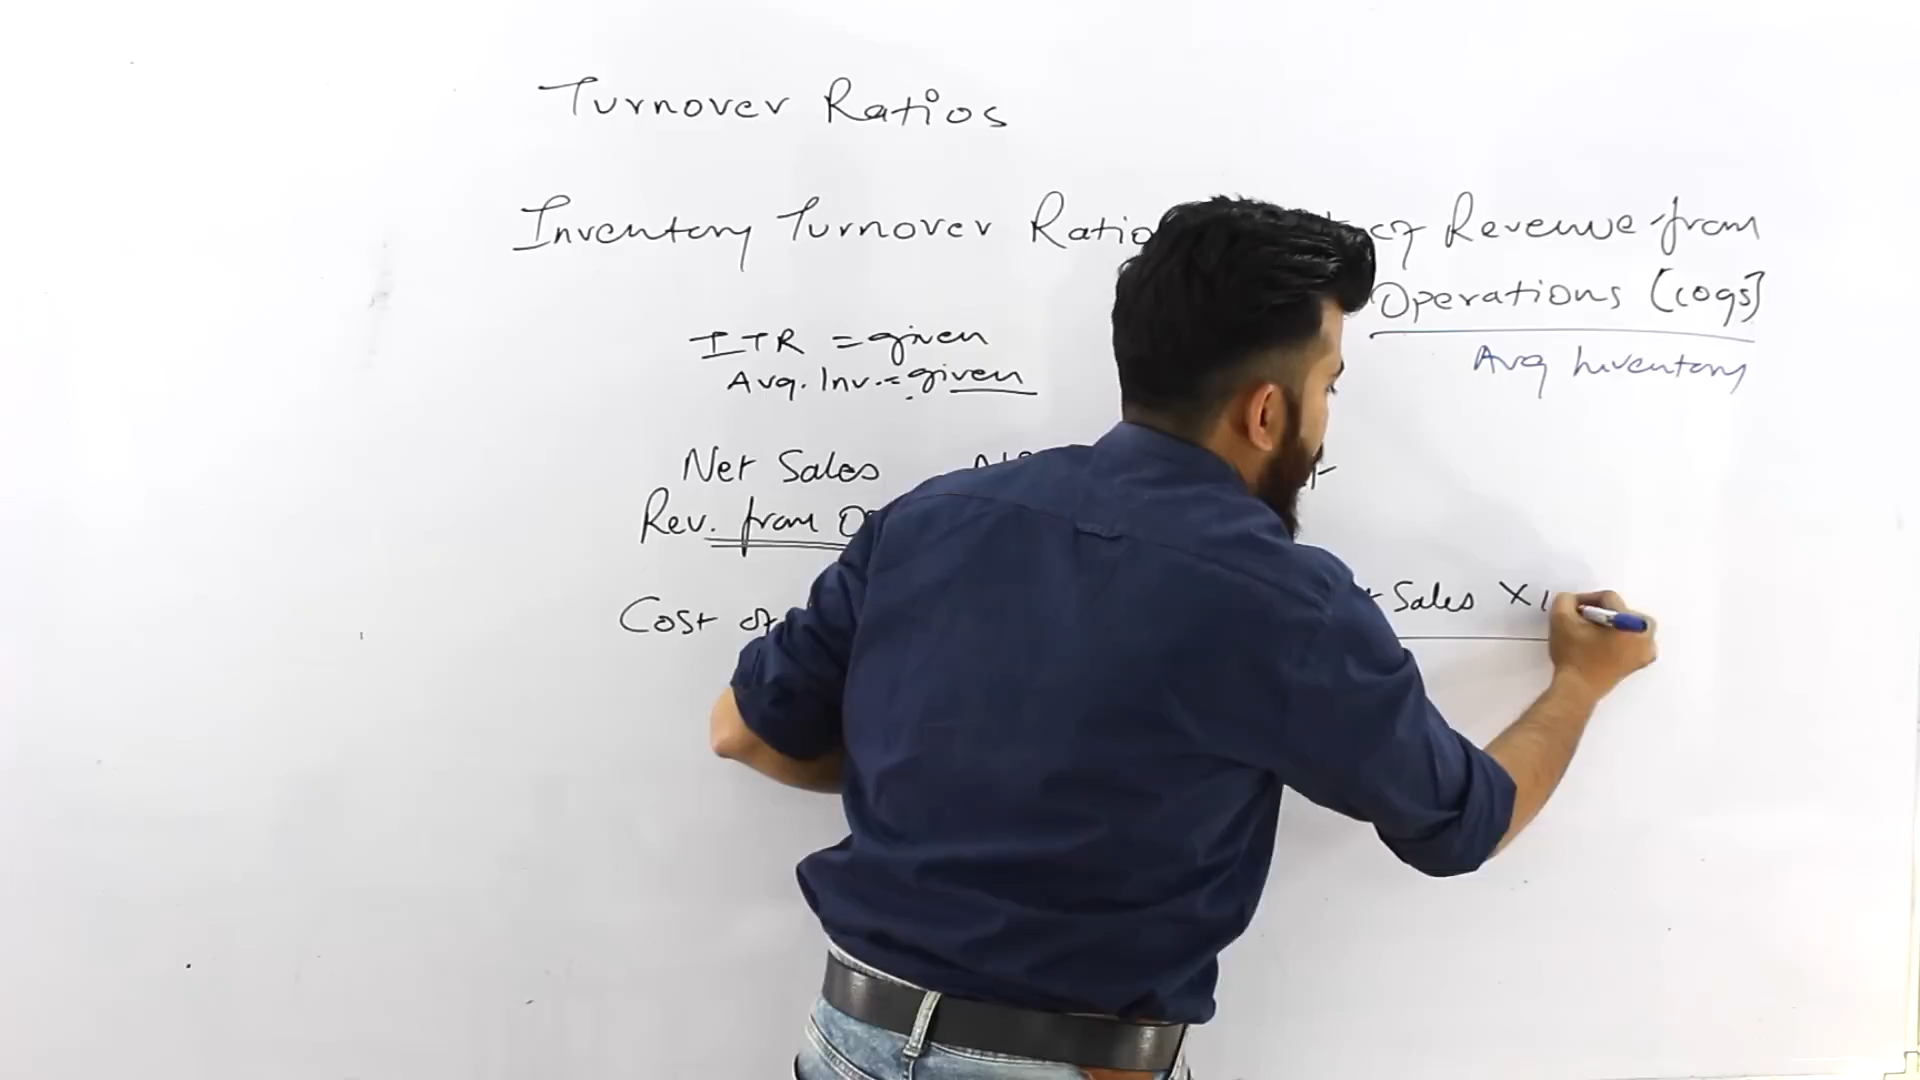 Turnover Ratios
Inventory Turnover Ratio of Revenue from
Operations (COGS)
Avg Inventory
ITR = given
Avg. Inv. = given
Net Sales
Rev. from
Cost of Sales X 1